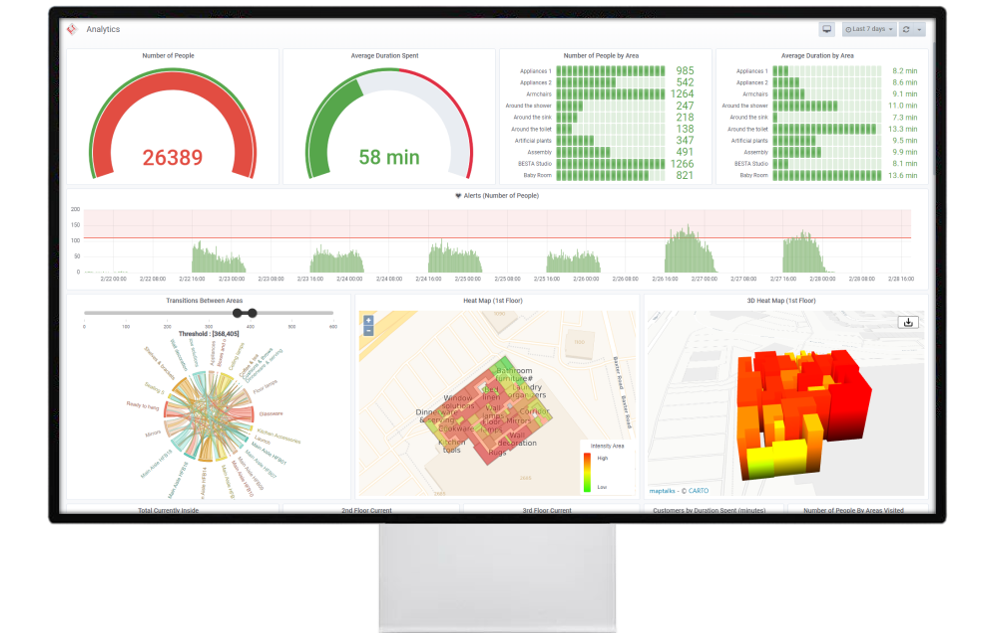 Analytics
Last 7 days
Number of People
26389
Average Duration Spent
58 min
Number of People by Area
Appliances 1 985
Appliances 2 542
Armchairs 1264
Around the shower 247
Around the sink 218
Around the toilet 138
Artificial plants 347
Assembly 491
BESTA Studio 1266
Baby Room 821
Average Duration by Area
Appliances 1 8.2 min
Appliances 2 8.6 min
Armchairs 9.1 min
Around the shower 11.0 min
Around the sink 7.3 min
Around the toilet 13.3 min
Artificial plants 9.5 min
Assembly 9.9 min
BESTA Studio 8.1 min
Baby Room 13.6 min
Alerts (Number of People)
200
150
100
50
0
2/22 00:00 2/22 08:00 2/22 16:00 2/23 00:00 2/23 08:00 2/23 16:00 2/24 00:00 2/24 08:00 2/24 16:00 2/25 00:00 2/25 08:00 2/25 16:00 2/26 00:00 2/26 08:00 2/26 16:00 2/27 00:00 2/27 08:00 2/27 16:00 2/28 00:00 2/28 08:00 2/28 16:00
Transitions Between Areas
0 100 200 300 400 500 600
Threshold : [368,405]
Ready to hang
Mirrors
Floor lamps
Glassware
Kitchen Accessories
Main Aisle HFB16
Heat Map (1st Floor)
+
-
Bathroom
furniture#
Laundry
organizers
Bed
linen
Window
solutions
Wall
lamps
Corridor
Dinnerware
Cookware
Mirrors
Wall
decoration
Kitchen
tools
Rugs
Baxter Road
Baxter Road
Intensity Area
High
Low
3D Heat Map (1st Floor)
maptalks - © CARTO
Total Currently Inside
2nd Floor Current
3rd Floor Current
Customers by Duration Spent (minutes)
Number of People By Areas Visited